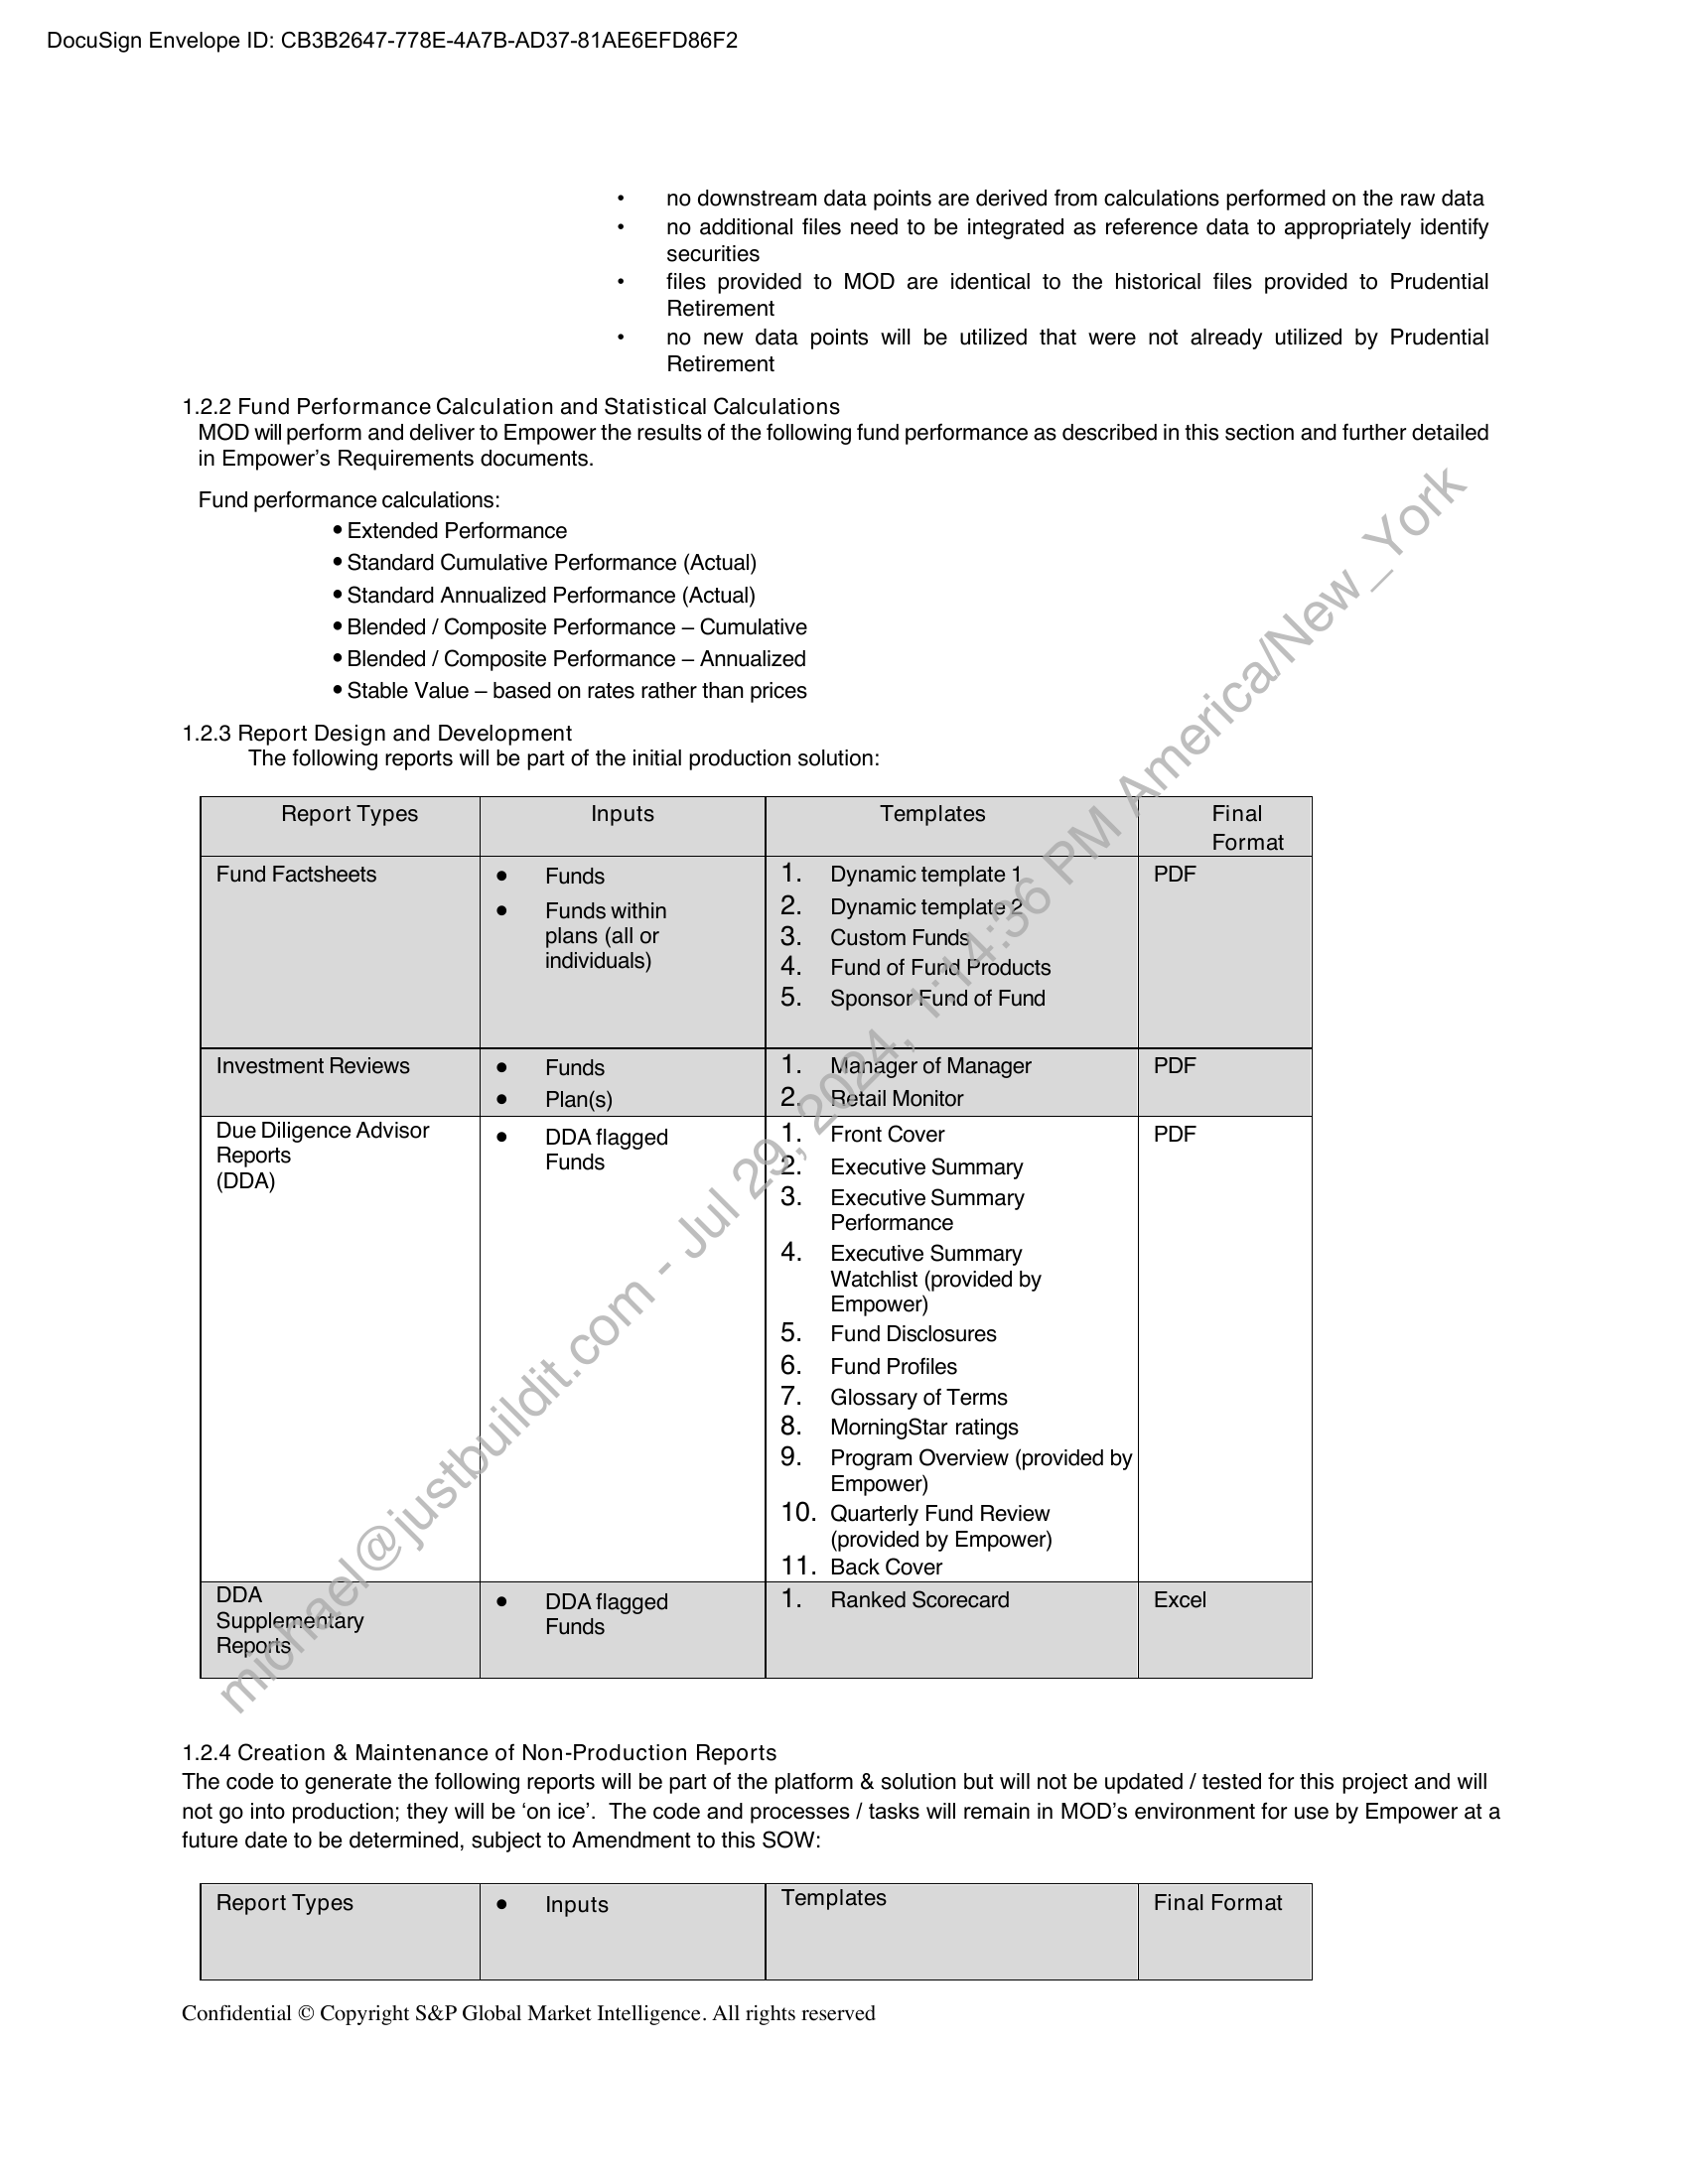 DocuSign Envelope ID: CB3B2647-778E-4A7B-AD37-81AE6EFD86F2
• no downstream data points are derived from calculations performed on the raw data
• no additional files need to be integrated as reference data to appropriately identify
securities
• files provided to MOD are identical to the historical files provided to Prudential
Retirement
• no new data points will be utilized that were not already utilized by Prudential
Retirement
1.2.2 Fund Performance Calculation and Statistical Calculations
MOD will perform and deliver to Empower the results of the following fund performance as described in this section and further detailed
in Empower's Requirements documents.
Fund performance calculations:
• Extended Performance
• Standard Cumulative Performance (Actual)
• Standard Annualized Performance (Actual)
• Blended / Composite Performance – Cumulative
• Blended / Composite Performance – Annualized
• Stable Value – based on rates rather than prices
1.2.3 Report Design and Development
The following reports will be part of the initial production solution:
Report Types
Inputs
Templates
Final
Format
Fund Factsheets
• Funds
• Funds within
plans (all or
individuals)
1. Dynamic template 1
2. Dynamic template 2
3. Custom Funds
4. Fund of Fund Products
5. Sponsor Fund of Fund
PDF
Investment Reviews
• Funds
• Plan(s)
1. Manager of Manager
2. Retail Monitor
PDF
Due Diligence Advisor
Reports
(DDA)
• DDA flagged
Funds
1. Front Cover
2. Executive Summary
3. Executive Summary
Performance
4. Executive Summary
Watchlist (provided by
Empower)
5. Fund Disclosures
6. Fund Profiles
7. Glossary of Terms
8. MorningStar ratings
9. Program Overview (provided by
Empower)
10. Quarterly Fund Review
(provided by Empower)
11. Back Cover
PDF
DDA
Supplementary
Reports
• DDA flagged
Funds
1. Ranked Scorecard
Excel
1.2.4 Creation & Maintenance of Non-Production Reports
The code to generate the following reports will be part of the platform & solution but will not be updated / tested for this project and will
not go into production; they will be ‘on ice’. The code and processes / tasks will remain in MOD’s environment for use by Empower at a
future date to be determined, subject to Amendment to this SOW:
Report Types
• Inputs
Templates
Final Format
Confidential © Copyright S&P Global Market Intelligence. All rights reserved
michael@justbuildit.com - Jul 29, 2024, 1:14:36 PM America/New_York